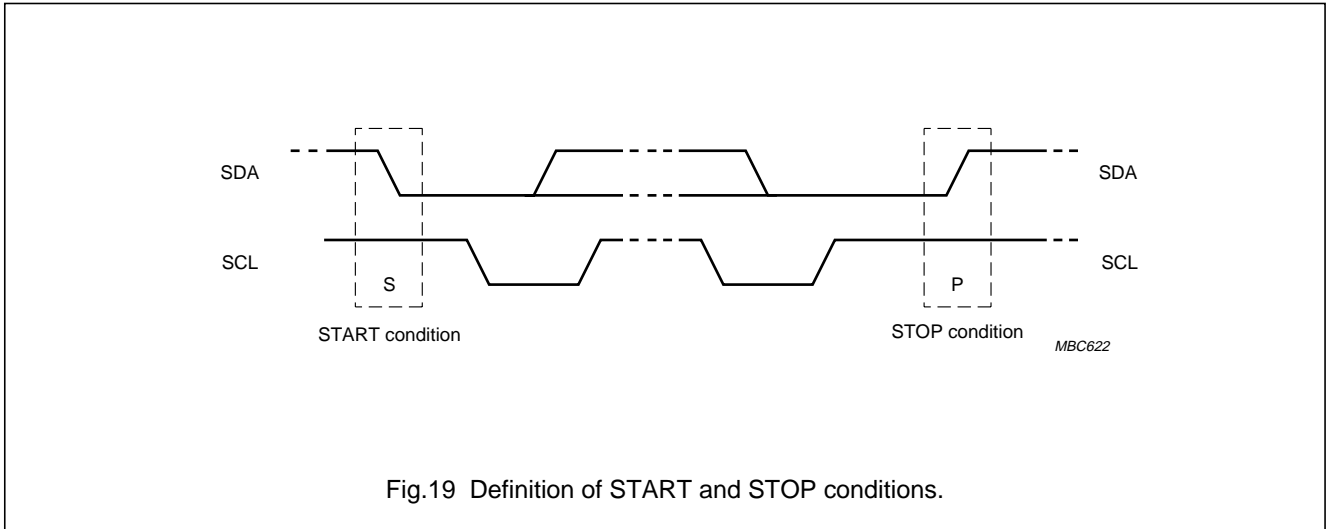 SDA
SDA
SCL
SCL
S
P
START condition
STOP condition
MBC622
Fig.19 Definition of START and STOP conditions.